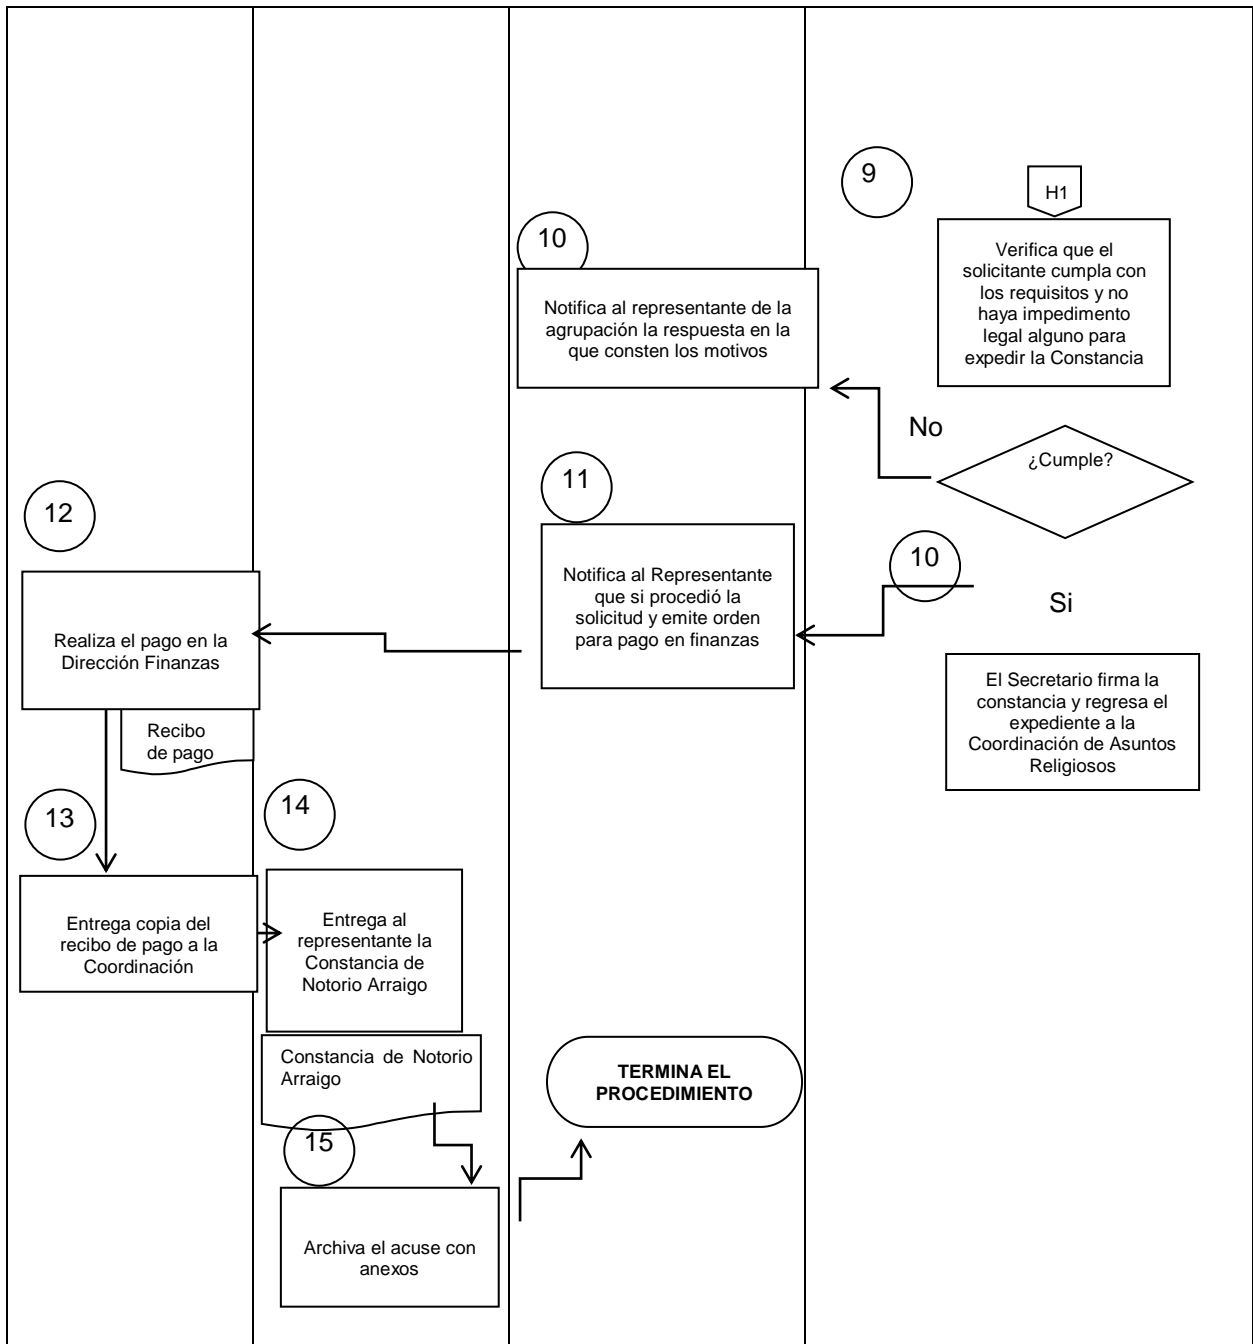 9
H1
Verifica que el
solicitante cumpla con
los requisitos y no
haya impedimento
legal alguno para
expedir la Constancia
10
Notifica al representante de la
agrupación la respuesta en la
que consten los motivos
No
¿Cumple?
11
Notifica al Representante
que si procedió la
solicitud y emite orden
para pago en finanzas
10
Si
El Secretario firma la
constancia y regresa el
expediente a la
Coordinación de Asuntos
Religiosos
12
Realiza el pago en la
Dirección Finanzas
Recibo
de pago
13
Entrega copia del
recibo de pago a la
Coordinación
14
Entrega al
representante la
Constancia de
Notorio Arraigo
Constancia de Notorio
Arraigo
15
Archiva el acuse con
anexos
TERMINA EL
PROCEDIMIENTO